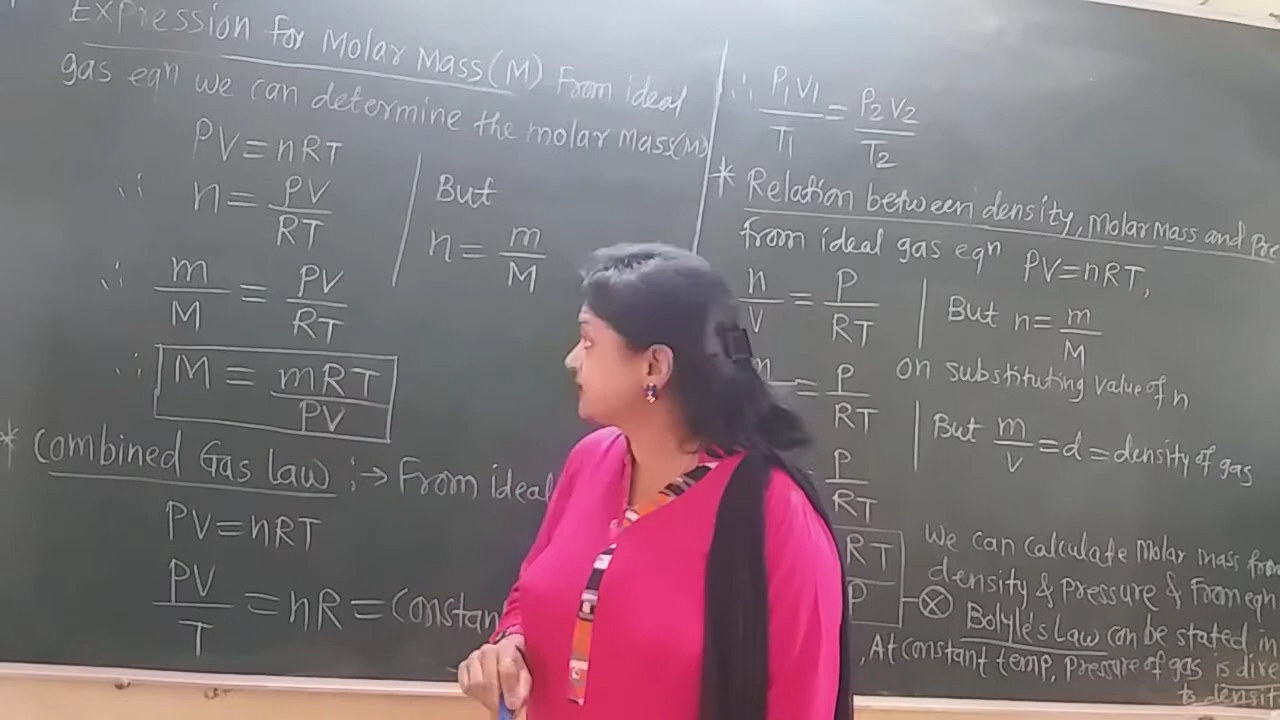 Expression for Molar Mass(M) From ideal
gas eqn we can determine the molar Mass(M)
PV=nRT
∴ n = PV/RT
But
n = m/M
∴ m/M = PV/RT
∴ M = mRT/PV
* Combined Gas law :→ From ideal
PV=nRT
PV/T = nR = Constan
∴ P₁V₁/T₁ = P₂V₂/T₂
* Relation between density, Molar Mass and Pre
from ideal gas eqn PV=nRT,
n/V = P/RT
But n = m/M
on substituting value of n
= P/RT
But m/V = d = density of gas
P/RT
RT/P
We can calculate Molar mass from
density & Pressure & From eqn
⊗ Bolyle's Law can be stated in
, At constant temp, Pressure of gas is dire
to densit